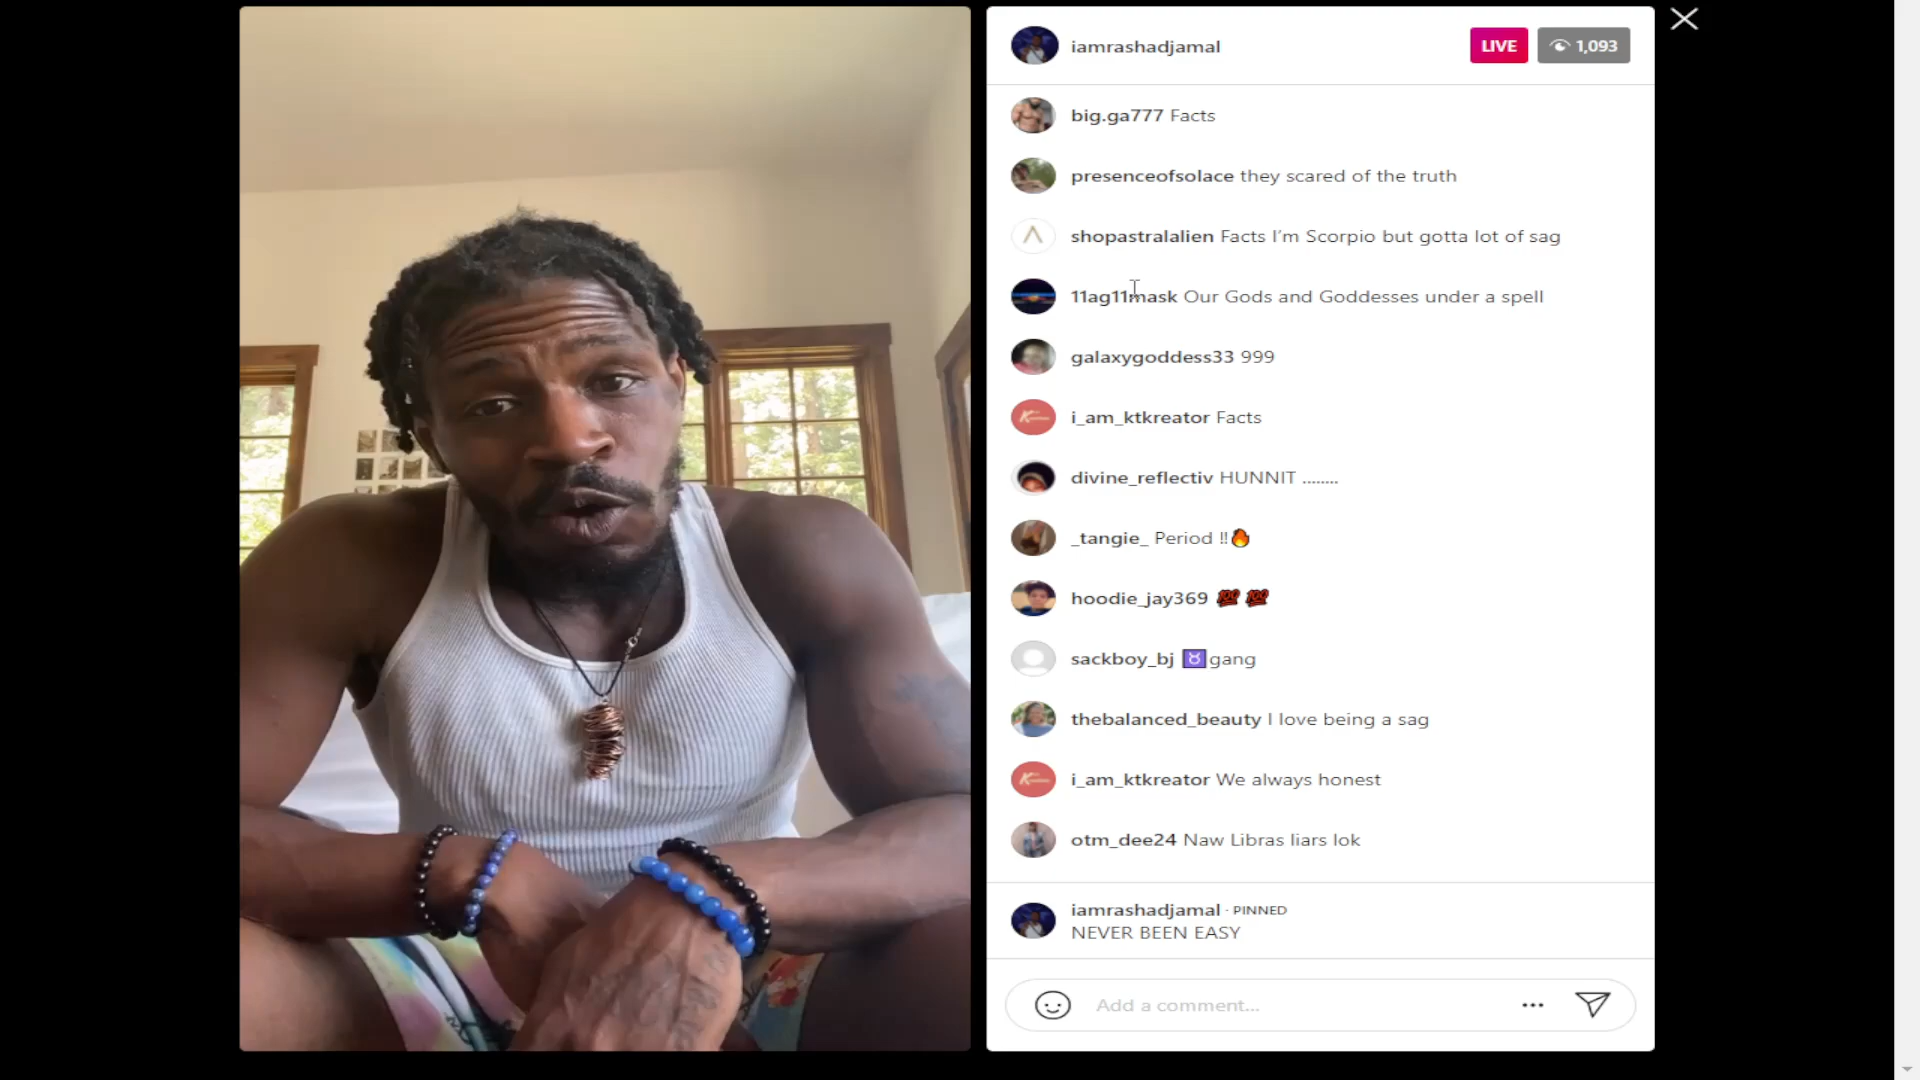 iamrashadjamal
LIVE
1,093
big.ga777 Facts
presenceofsolace they scared of the truth
shopastralalien Facts I'm Scorpio but gotta lot of sag
11ag11mask Our Gods and Goddesses under a spell
galaxygoddess33 999
i_am_ktkreator Facts
divine_reflectiv HUNNIT ........
_tangie_ Period ‼🔥
hoodie_jay369 💯 💯
sackboy_bj ♉gang
thebalanced_beauty I love being a sag
i_am_ktkreator We always honest
otm_dee24 Naw Libras liars lok
iamrashadjamal · PINNED
NEVER BEEN EASY
Add a comment...